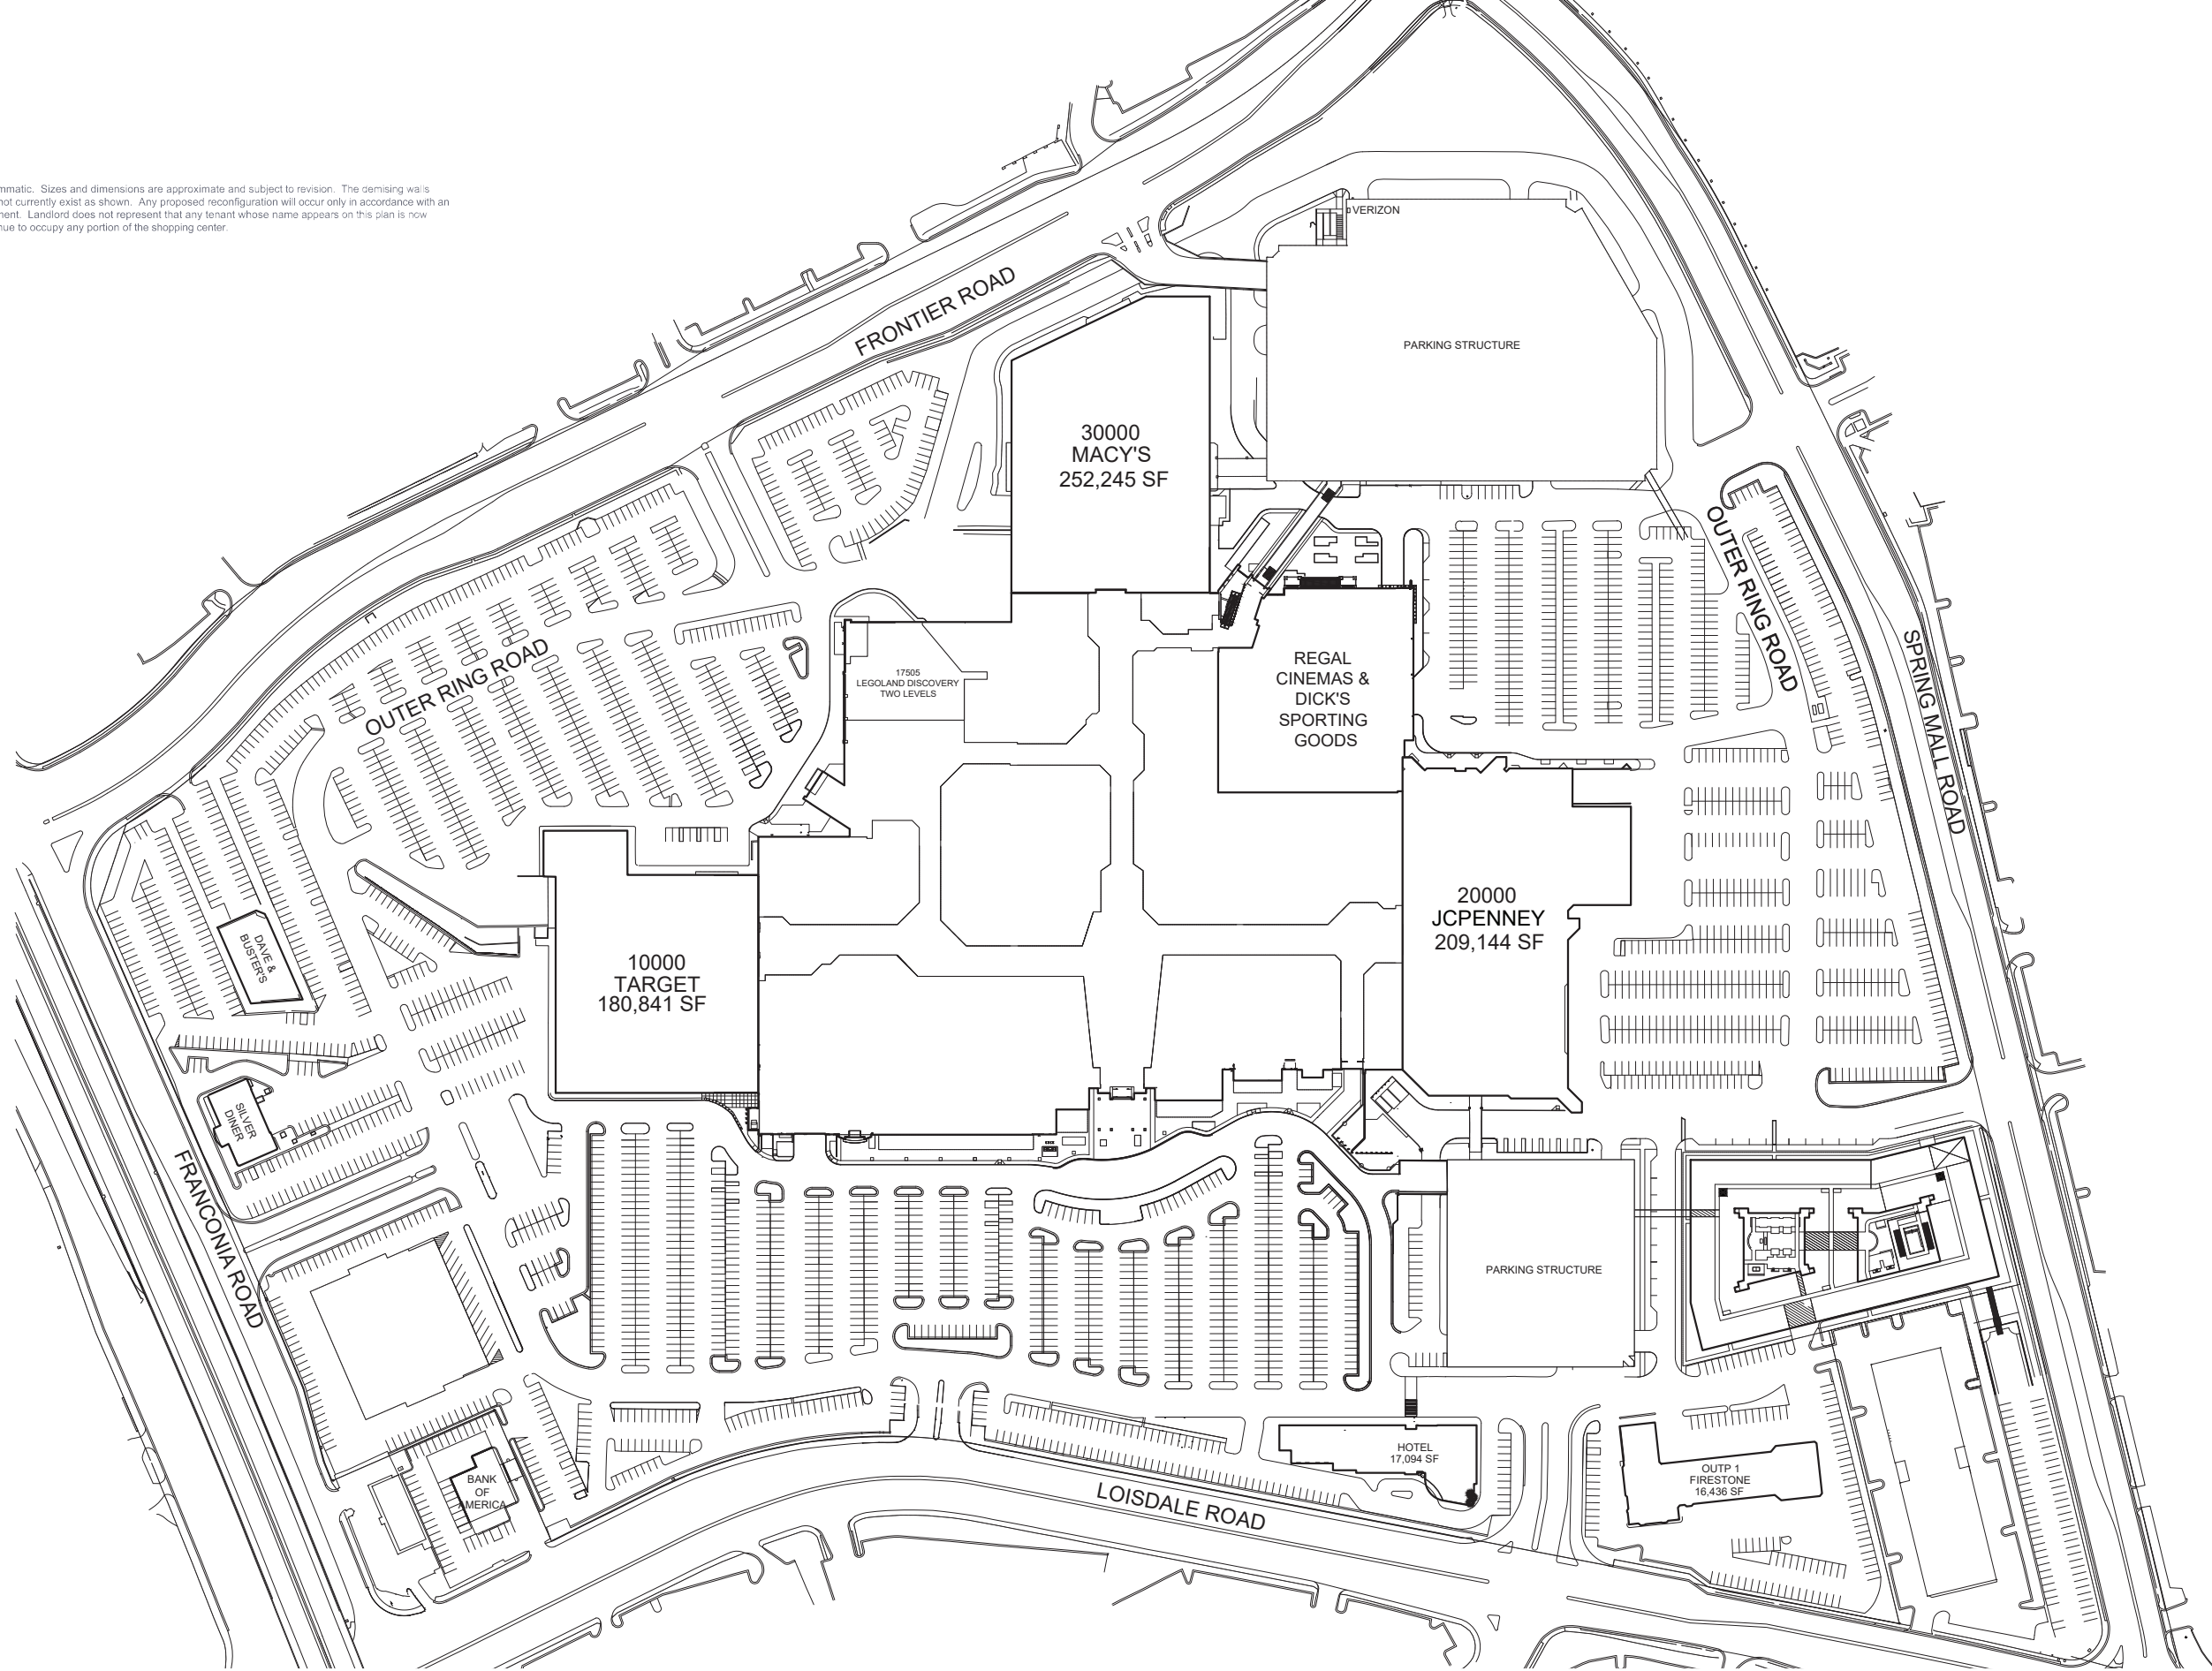 mmatic. Sizes and dimensions are approximate and subject to revision. The demising walls
not currently exist as shown. Any proposed reconfiguration will occur only in accordance with an
nent. Landlord does not represent that any tenant whose name appears on this plan is now
nue to occupy any portion of the shopping center.
VERIZON
FRONTIER ROAD
PARKING STRUCTURE
30000
MACY'S
252,245 SF
OUTER RING ROAD
SPRING MALL ROAD
OUTER RING ROAD
17505
LEGOLAND DISCOVERY
TWO LEVELS
REGAL
CINEMAS &
DICK'S
SPORTING
GOODS
20000
JCPENNEY
209,144 SF
DAVE &
BUSTER'S
10000
TARGET
180,841 SF
SILVER
DINER
FRANCONIA ROAD
PARKING STRUCTURE
HOTEL
17,094 SF
BANK
OF
AMERICA
OUTP 1
FIRESTONE
16,436 SF
LOISDALE ROAD